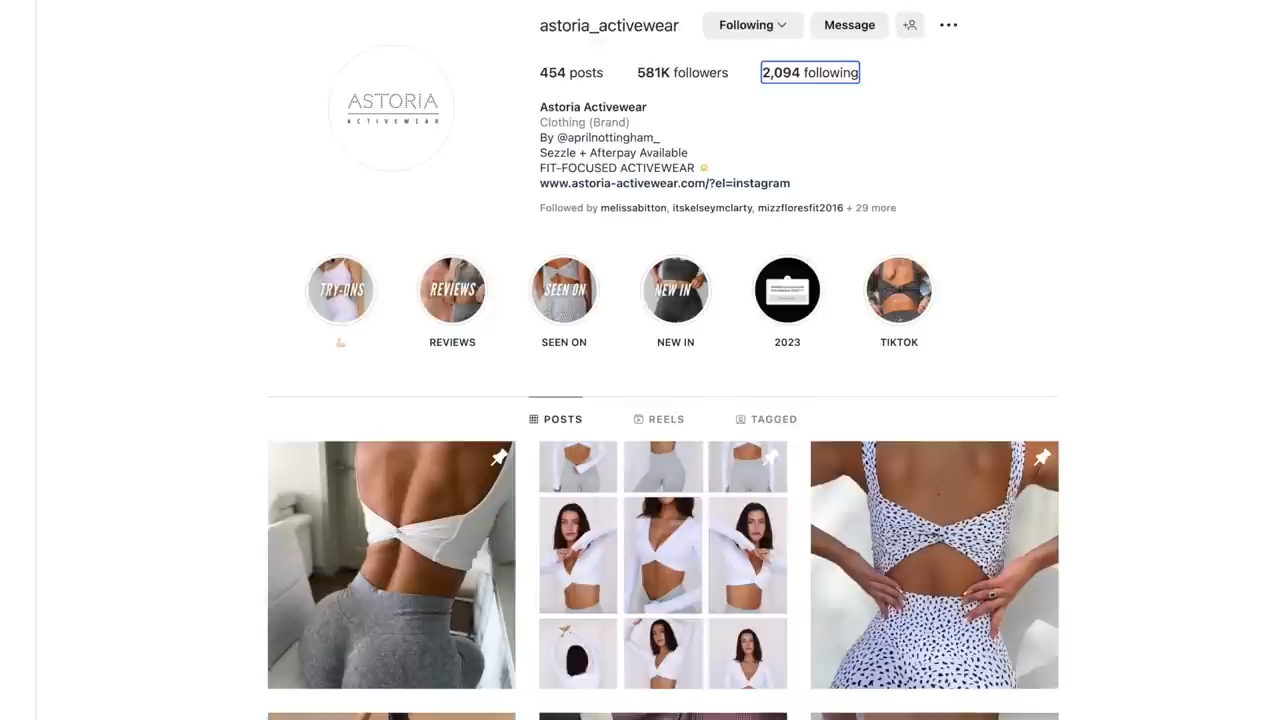 astoria_activewear Following Message
454 posts 581K followers 2,094 following
ASTORIA
ACTIVEWEAR
Astoria Activewear
Clothing (Brand)
By @aprilnottingham_
Sezzle + Afterpay Available
FIT-FOCUSED ACTIVEWEAR
www.astoria-activewear.com/?el=instagram
Followed by melissabitton, itskelseymclarty, mizzfloresfit2016 + 29 more
TRY-ONS REVIEWS SEEN ON NEW IN
REVIEWS SEEN ON NEW IN 2023 TIKTOK
POSTS REELS TAGGED